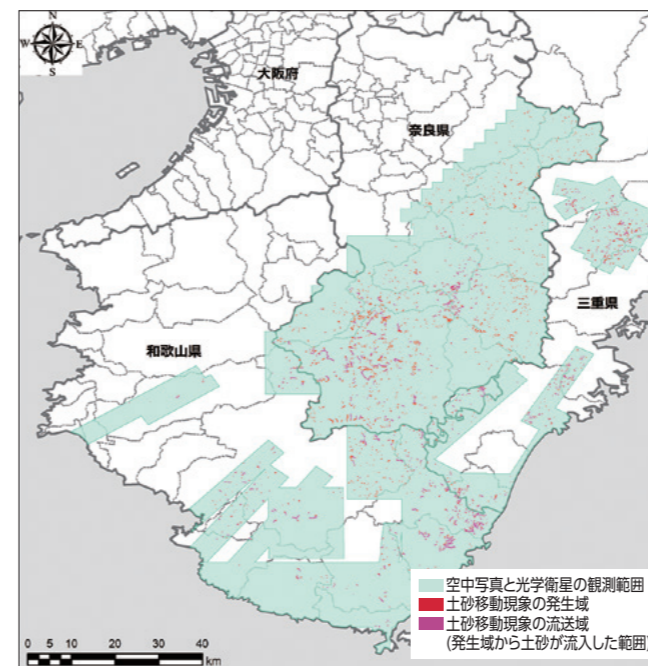 N
W E
S
大阪府
奈良県
三重県
和歌山県
空中写真と光学衛星の観測範囲
土砂移動現象の発生域
土砂移動現象の流送域
(発生域から土砂が流入した範囲)
0 5 10 20 30 40
km